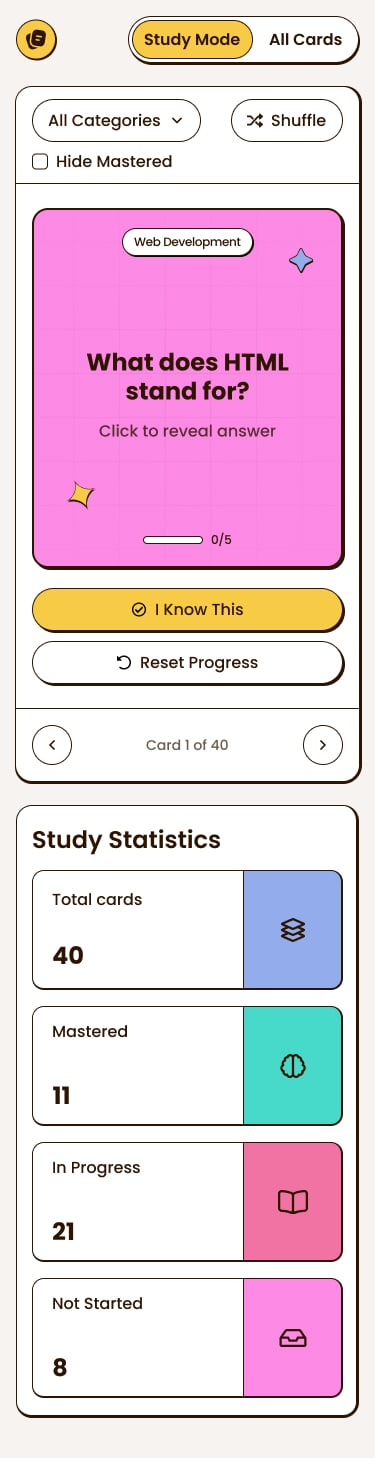 Study Mode
All Cards
All Categories
Shuffle
Hide Mastered
Web Development
What does HTML
stand for?
Click to reveal answer
0/5
I Know This
Reset Progress
Card 1 of 40
Study Statistics
Total cards
40
Mastered
11
In Progress
21
Not Started
8